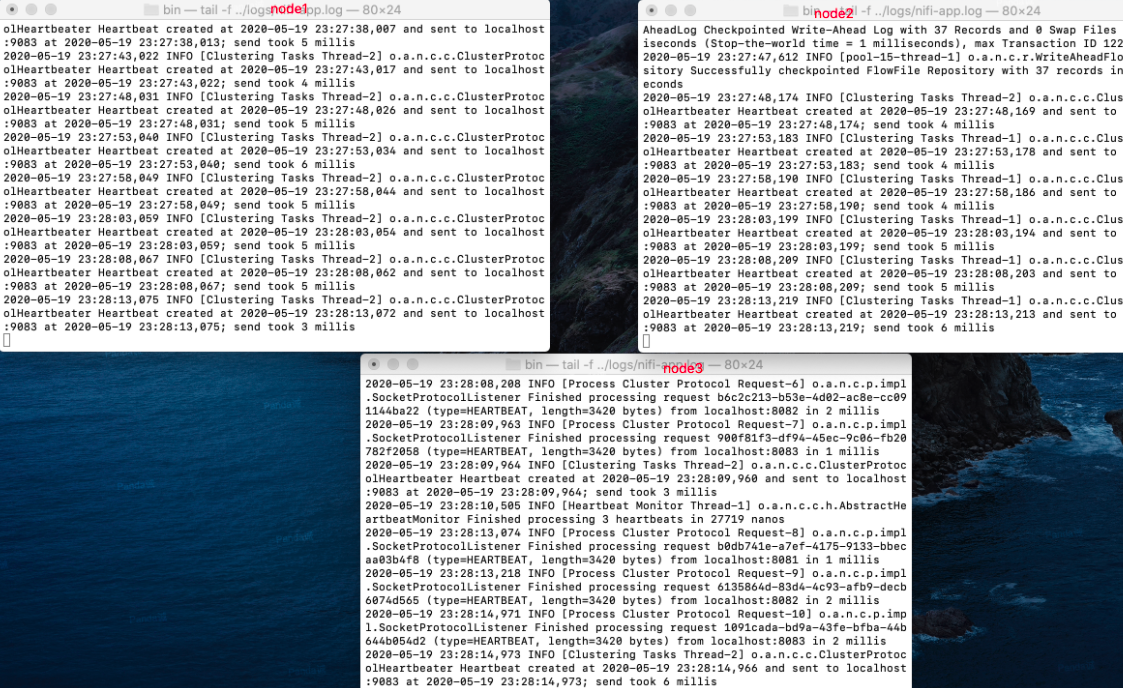 bin — tail -f ../logs/nifi-app.log — 80×24
node1
olHeartbeater Heartbeat created at 2020-05-19 23:27:38,007 and sent to localhost
:9083 at 2020-05-19 23:27:38,013; send took 5 millis
2020-05-19 23:27:43,022 INFO [Clustering Tasks Thread-2] o.a.n.c.c.ClusterProtoc
olHeartbeater Heartbeat created at 2020-05-19 23:27:43,017 and sent to localhost
:9083 at 2020-05-19 23:27:43,022; send took 4 millis
2020-05-19 23:27:48,031 INFO [Clustering Tasks Thread-2] o.a.n.c.c.ClusterProtoc
olHeartbeater Heartbeat created at 2020-05-19 23:27:48,026 and sent to localhost
:9083 at 2020-05-19 23:27:48,031; send took 5 millis
2020-05-19 23:27:53,040 INFO [Clustering Tasks Thread-2] o.a.n.c.c.ClusterProtoc
olHeartbeater Heartbeat created at 2020-05-19 23:27:53,034 and sent to localhost
:9083 at 2020-05-19 23:27:53,040; send took 6 millis
2020-05-19 23:27:58,049 INFO [Clustering Tasks Thread-2] o.a.n.c.c.ClusterProtoc
olHeartbeater Heartbeat created at 2020-05-19 23:27:58,044 and sent to localhost
:9083 at 2020-05-19 23:27:58,049; send took 5 millis
2020-05-19 23:28:03,059 INFO [Clustering Tasks Thread-2] o.a.n.c.c.ClusterProtoc
olHeartbeater Heartbeat created at 2020-05-19 23:28:03,054 and sent to localhost
:9083 at 2020-05-19 23:28:03,059; send took 5 millis
2020-05-19 23:28:08,067 INFO [Clustering Tasks Thread-2] o.a.n.c.c.ClusterProtoc
olHeartbeater Heartbeat created at 2020-05-19 23:28:08,062 and sent to localhost
:9083 at 2020-05-19 23:28:08,067; send took 5 millis
2020-05-19 23:28:13,075 INFO [Clustering Tasks Thread-2] o.a.n.c.c.ClusterProtoc
olHeartbeater Heartbeat created at 2020-05-19 23:28:13,072 and sent to localhost
:9083 at 2020-05-19 23:28:13,075; send took 3 millis
bin — tail -f ../logs/nifi-app.log — 80×24
node2
AheadLog Checkpointed Write-Ahead Log with 37 Records and 0 Swap Files
iseconds (Stop-the-world time = 1 milliseconds), max Transaction ID 122
2020-05-19 23:27:47,612 INFO [pool-15-thread-1] o.a.n.c.r.WriteAheadFlo
sitory Successfully checkpointed FlowFile Repository with 37 records in
econds
2020-05-19 23:27:48,174 INFO [Clustering Tasks Thread-2] o.a.n.c.c.Clus
olHeartbeater Heartbeat created at 2020-05-19 23:27:48,169 and sent to
:9083 at 2020-05-19 23:27:48,174; send took 4 millis
2020-05-19 23:27:53,183 INFO [Clustering Tasks Thread-1] o.a.n.c.c.Clus
olHeartbeater Heartbeat created at 2020-05-19 23:27:53,178 and sent to
:9083 at 2020-05-19 23:27:53,183; send took 4 millis
2020-05-19 23:27:58,190 INFO [Clustering Tasks Thread-1] o.a.n.c.c.Clus
olHeartbeater Heartbeat created at 2020-05-19 23:27:58,186 and sent to
:9083 at 2020-05-19 23:27:58,190; send took 4 millis
2020-05-19 23:28:03,199 INFO [Clustering Tasks Thread-1] o.a.n.c.c.Clus
olHeartbeater Heartbeat created at 2020-05-19 23:28:03,194 and sent to
:9083 at 2020-05-19 23:28:03,199; send took 5 millis
2020-05-19 23:28:08,209 INFO [Clustering Tasks Thread-1] o.a.n.c.c.Clus
olHeartbeater Heartbeat created at 2020-05-19 23:28:08,203 and sent to
:9083 at 2020-05-19 23:28:08,209; send took 5 millis
2020-05-19 23:28:13,219 INFO [Clustering Tasks Thread-1] o.a.n.c.c.Clus
olHeartbeater Heartbeat created at 2020-05-19 23:28:13,213 and sent to
:9083 at 2020-05-19 23:28:13,219; send took 6 millis
bin — tail -f ../logs/nifi-app.log — 80×24
node3
2020-05-19 23:28:08,208 INFO [Process Cluster Protocol Request-6] o.a.n.c.p.impl
.SocketProtocolListener Finished processing request b6c2c213-b53e-4d02-ac8e-cc09
1144ba22 (type=HEARTBEAT, length=3420 bytes) from localhost:8082 in 2 millis
2020-05-19 23:28:09,963 INFO [Process Cluster Protocol Request-7] o.a.n.c.p.impl
.SocketProtocolListener Finished processing request 900f81f3-df94-45ec-9c06-fb20
782f2058 (type=HEARTBEAT, length=3420 bytes) from localhost:8083 in 1 millis
2020-05-19 23:28:09,964 INFO [Clustering Tasks Thread-2] o.a.n.c.c.ClusterProtoc
olHeartbeater Heartbeat created at 2020-05-19 23:28:09,960 and sent to localhost
:9083 at 2020-05-19 23:28:09,964; send took 3 millis
2020-05-19 23:28:10,505 INFO [Heartbeat Monitor Thread-1] o.a.n.c.c.h.AbstractHe
artbeatMonitor Finished processing 3 heartbeats in 27719 nanos
2020-05-19 23:28:13,074 INFO [Process Cluster Protocol Request-8] o.a.n.c.p.impl
.SocketProtocolListener Finished processing request b0db741e-a7ef-4175-9133-bbec
aa03b4f8 (type=HEARTBEAT, length=3420 bytes) from localhost:8081 in 1 millis
2020-05-19 23:28:13,218 INFO [Process Cluster Protocol Request-9] o.a.n.c.p.impl
.SocketProtocolListener Finished processing request 6135864d-83d4-4c93-afb9-decb
6074d565 (type=HEARTBEAT, length=3420 bytes) from localhost:8082 in 2 millis
2020-05-19 23:28:14,971 INFO [Process Cluster Protocol Request-10] o.a.n.c.p.imp
l.SocketProtocolListener Finished processing request 1091cada-bd9a-43fe-bfba-44b
644b054d2 (type=HEARTBEAT, length=3420 bytes) from localhost:8083 in 2 millis
2020-05-19 23:28:14,973 INFO [Clustering Tasks Thread-2] o.a.n.c.c.ClusterProtoc
olHeartbeater Heartbeat created at 2020-05-19 23:28:14,966 and sent to localhost
:9083 at 2020-05-19 23:28:14,973; send took 6 millis